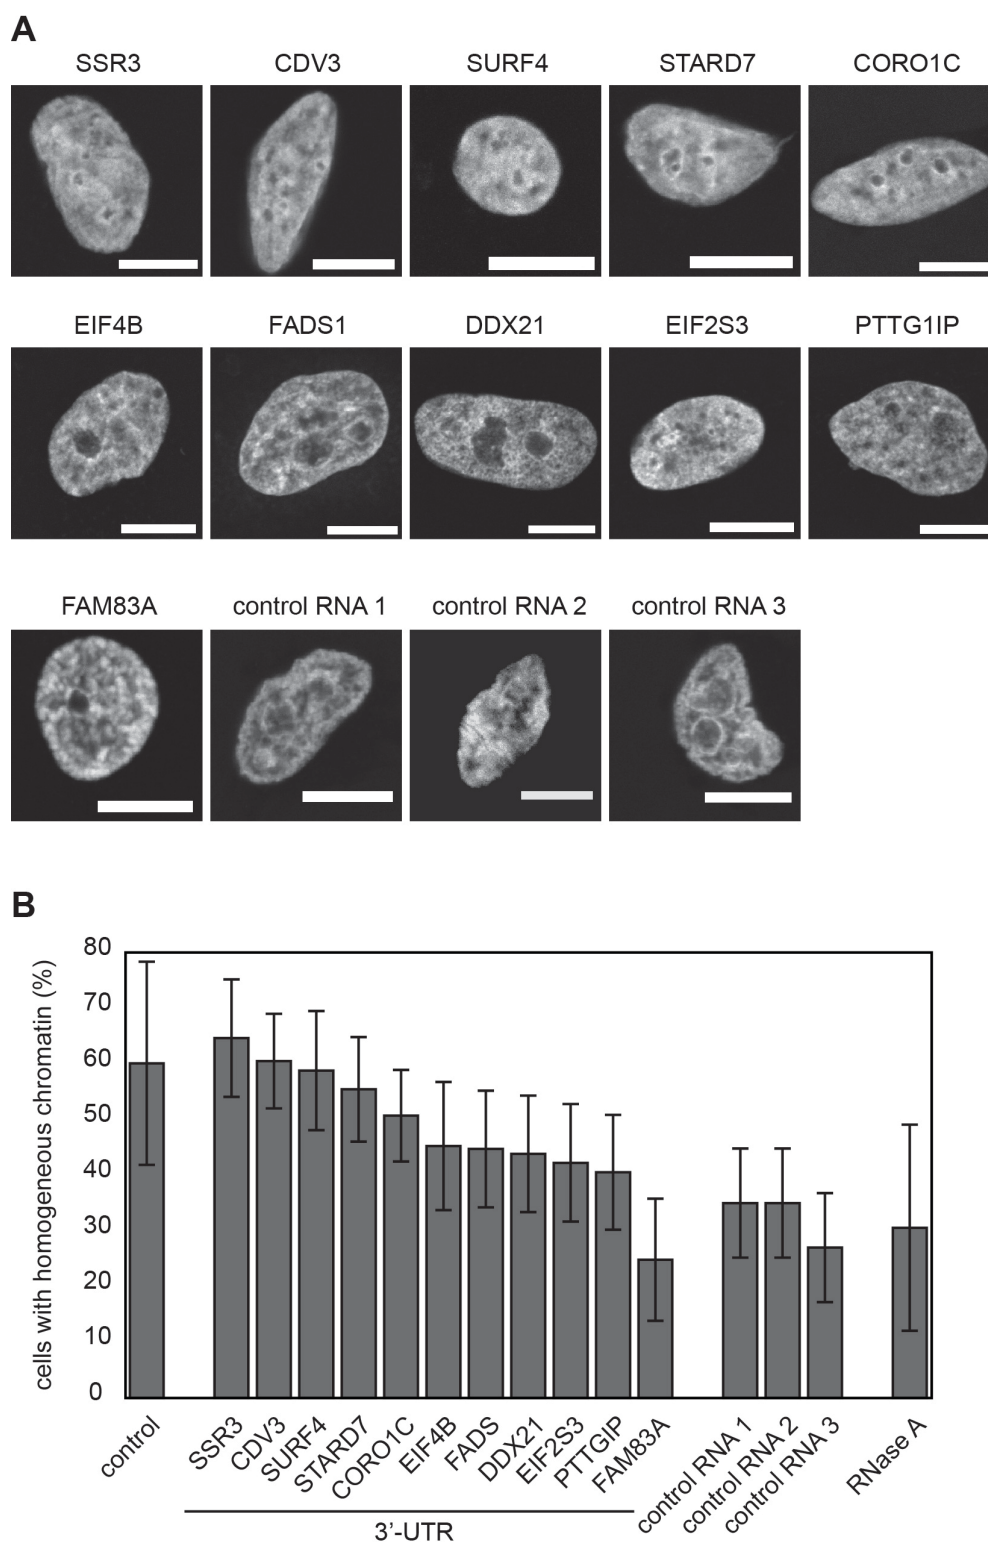 A
SSR3 CDV3 SURF4 STARD7 CORO1C
EIF4B FADS1 DDX21 EIF2S3 PTTG1IP
FAM83A control RNA 1 control RNA 2 control RNA 3
B
cells with homogeneous chromatin (%)
80
70
60
50
40
30
20
10
0
control SSR3 CDV3 SURF4 STARD7 CORO1C EIF4B FADS DDX21 EIF2S3 PTTGIP FAM83A control RNA 1 control RNA 2 control RNA 3 RNase A
3’-UTR